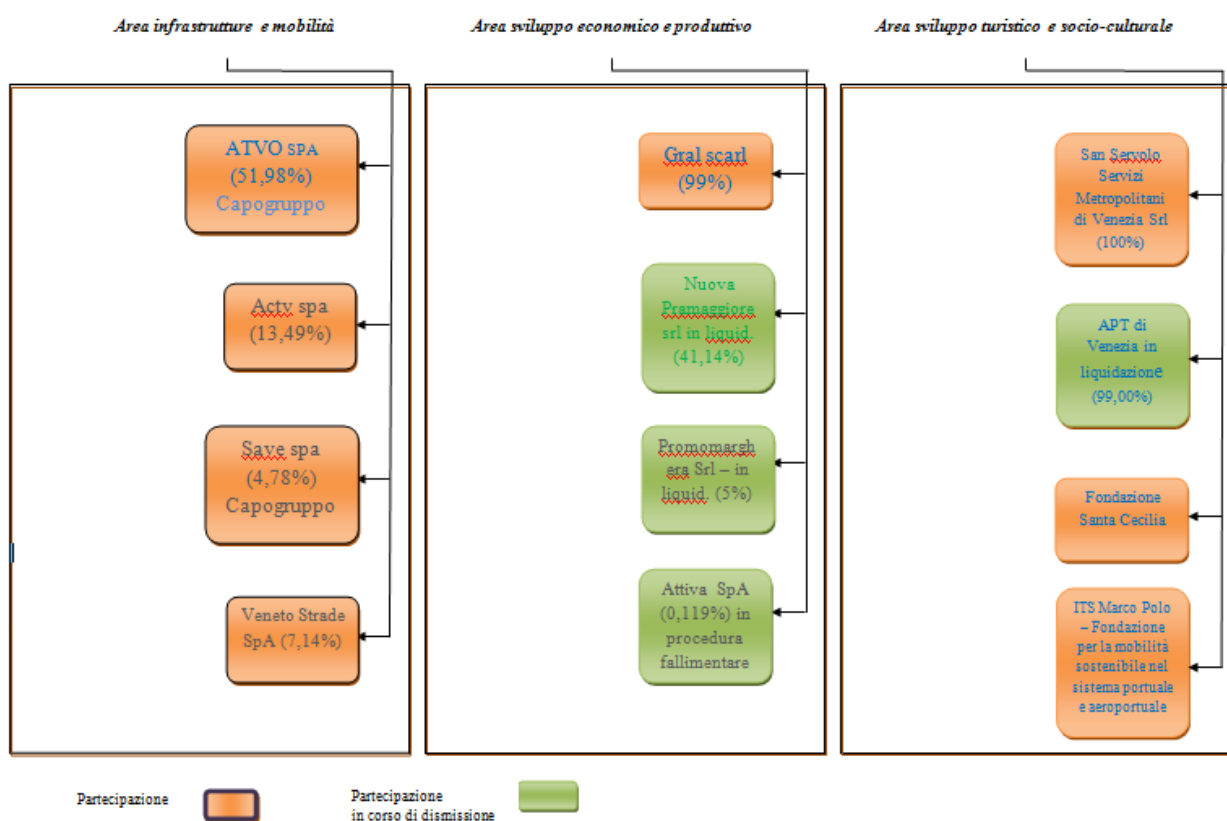 Area infrastrutture e mobilità
ATVO SPA
(51,98%)
Capogruppo
Actv spa
(13,49%)
Save spa
(4,78%)
Capogruppo
Veneto Strade
SpA (7,14%)
Area sviluppo economico e produttivo
Gral scarl
(99%)
Nuova
Pramaggiore
srl in liquid.
(41,14%)
Promomargh
era Srl – in
liquid. (5%)
Attiva SpA
(0,119%) in
procedura
fallimentare
Area sviluppo turistico e socio-culturale
San Servolo
Servizi
Metropolitani
di Venezia Srl
(100%)
APT di
Venezia in
liquidazione
(99,00%)
Fondazione
Santa Cecilia
ITS Marco Polo
– Fondazione
per la mobilità
sostenibile nel
sistema portuale
e aeroportuale
Partecipazione
Partecipazione
in corso di dismissione